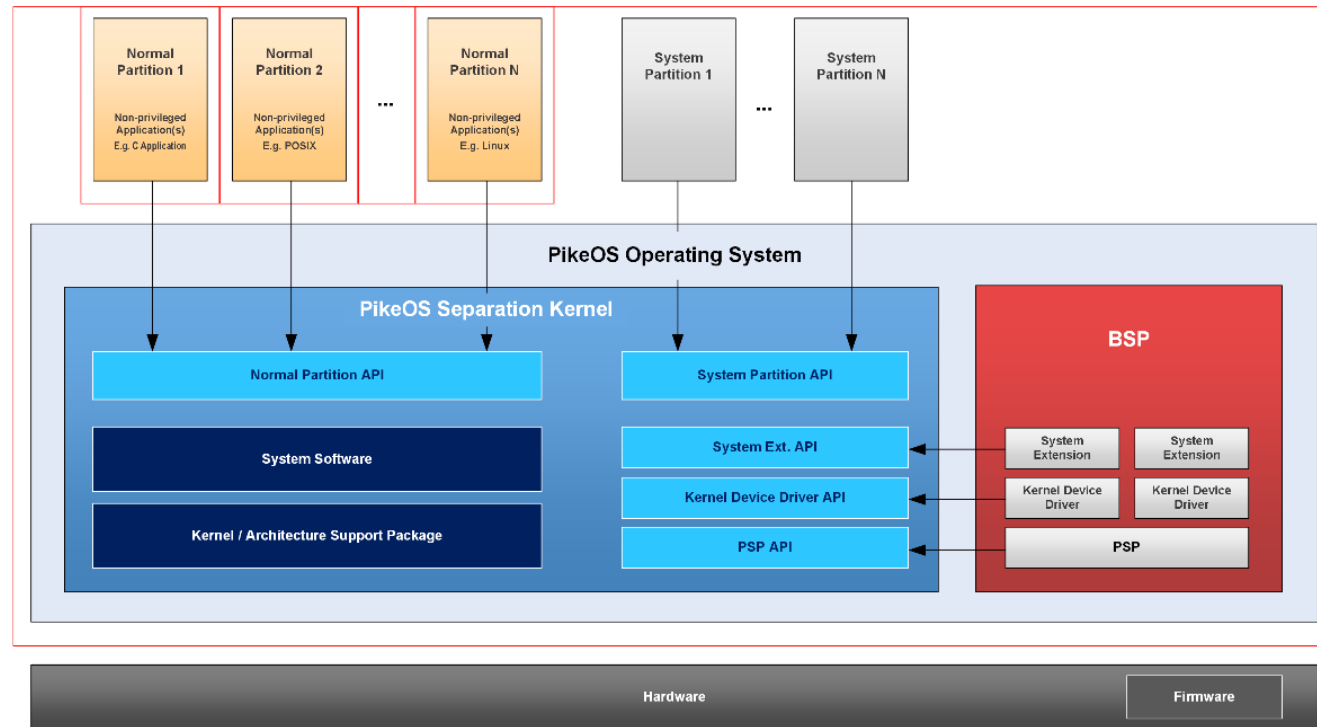 Normal
Partition 1
Non-privileged
Application(s)
E.g. C Application
Normal
Partition 2
Non-privileged
Application(s)
E.g. POSIX
...
Normal
Partition N
Non-privileged
Application(s)
E.g. Linux
System
Partition 1
...
System
Partition N
PikeOS Operating System
PikeOS Separation Kernel
Normal Partition API
System Software
Kernel / Architecture Support Package
System Partition API
System Ext. API
Kernel Device Driver API
PSP API
BSP
System
Extension
System
Extension
Kernel Device
Driver
Kernel Device
Driver
PSP
Hardware
Firmware